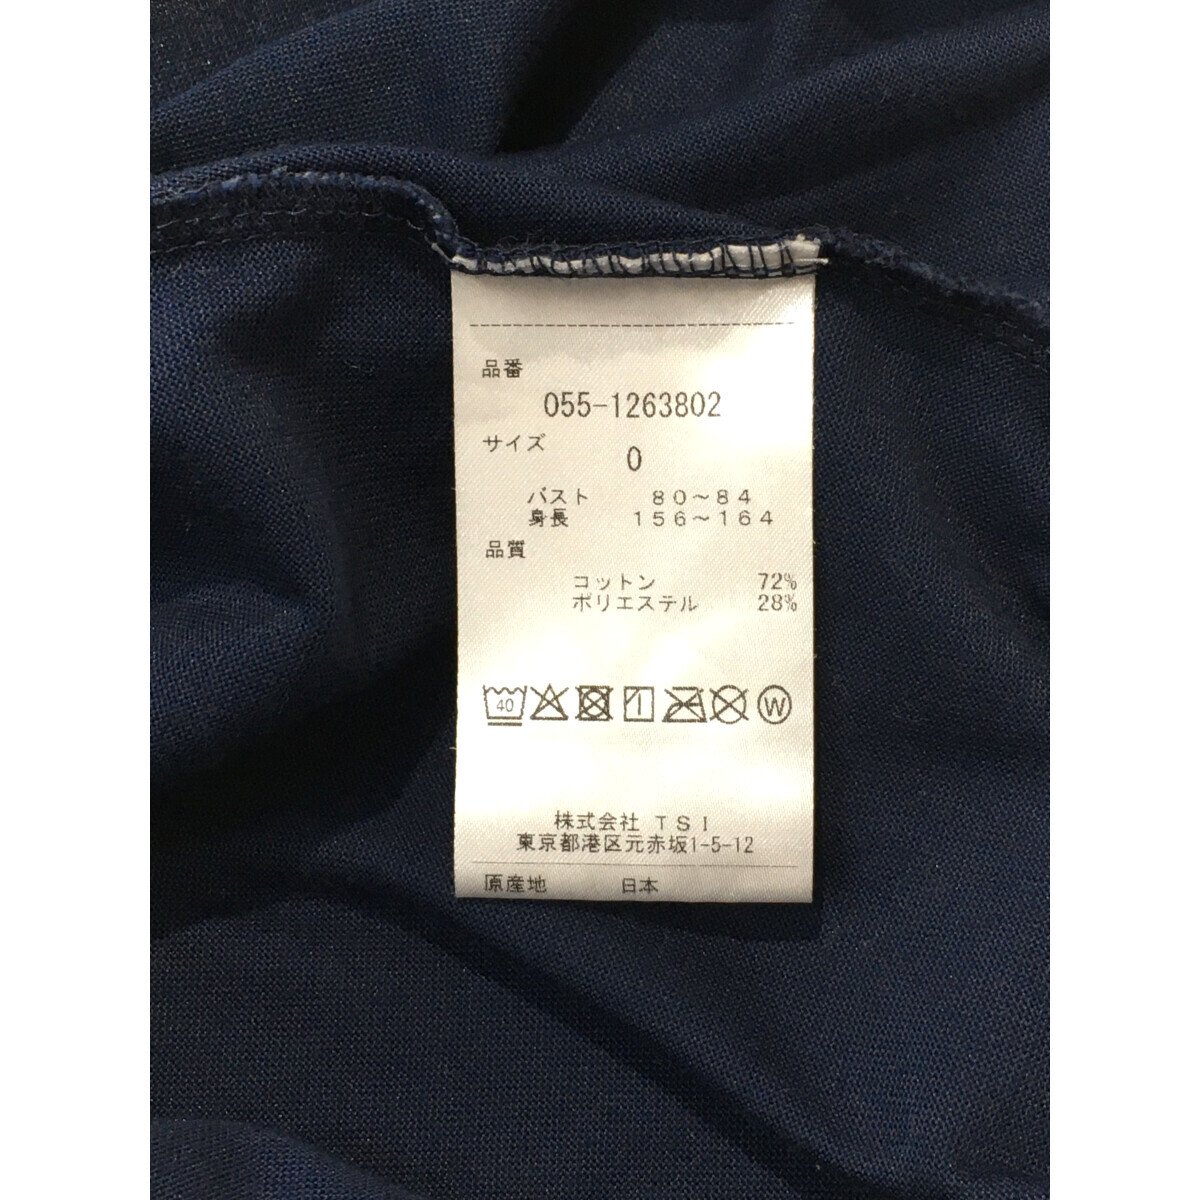 品番
055-1263802
サイズ
0
バスト 80~84
身長 156~164
品質
コットン 72%
ポリエステル 28%
40 W
株式会社 TSI
東京都港区元赤坂1-5-12
原産地 日本